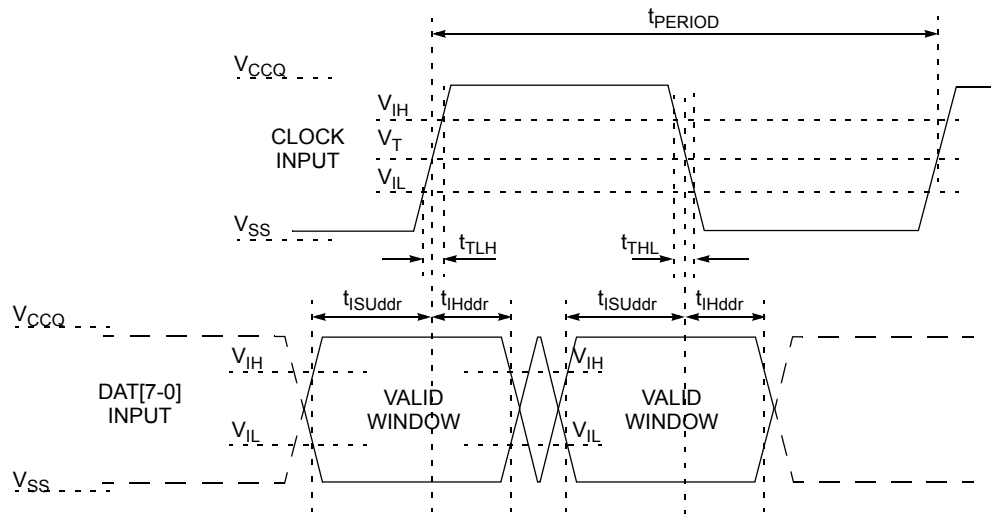 tPERIOD
VCCQ
VIH
CLOCK
INPUT
VT
VIL
VSS
tTLH
tTHL
tISUddr
tIHddr
tISUddr
tIHddr
VCCQ
VIH
VIH
DAT[7-0]
INPUT
VALID
WINDOW
VALID
WINDOW
VIL
VIL
VSS